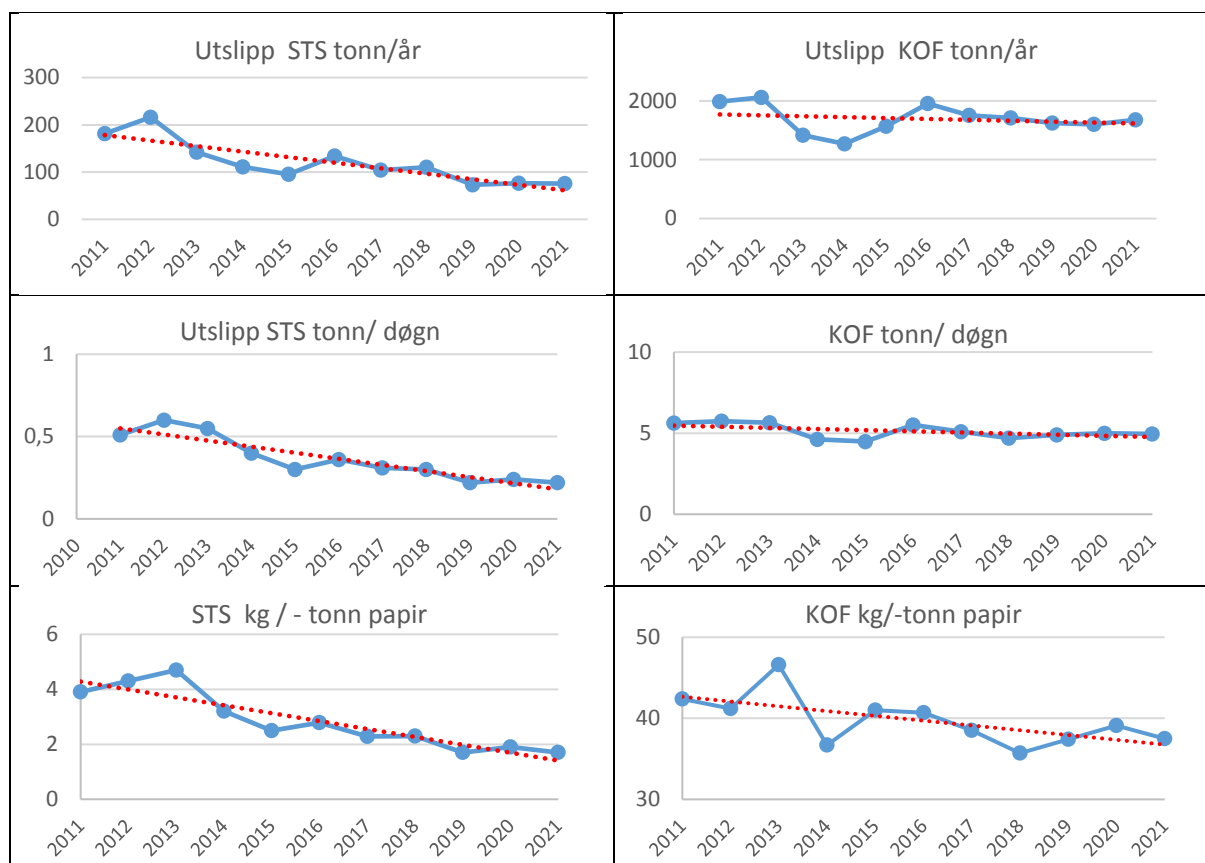 Utslipp STS tonn/år
300
200
100
0
2011 2012 2013 2014 2015 2016 2017 2018 2019 2020 2021
Utslipp KOF tonn/år
2000
1000
0
2011 2012 2013 2014 2015 2016 2017 2018 2019 2020 2021
Utslipp STS tonn/ døgn
1
0,5
0
2010 2011 2012 2013 2014 2015 2016 2017 2018 2019 2020 2021
KOF tonn/ døgn
10
5
0
2011 2012 2013 2014 2015 2016 2017 2018 2019 2020 2021
STS kg / - tonn papir
6
4
2
0
2011 2012 2013 2014 2015 2016 2017 2018 2019 2020 2021
KOF kg/-tonn papir
50
40
30
2011 2012 2013 2014 2015 2016 2017 2018 2019 2020 2021